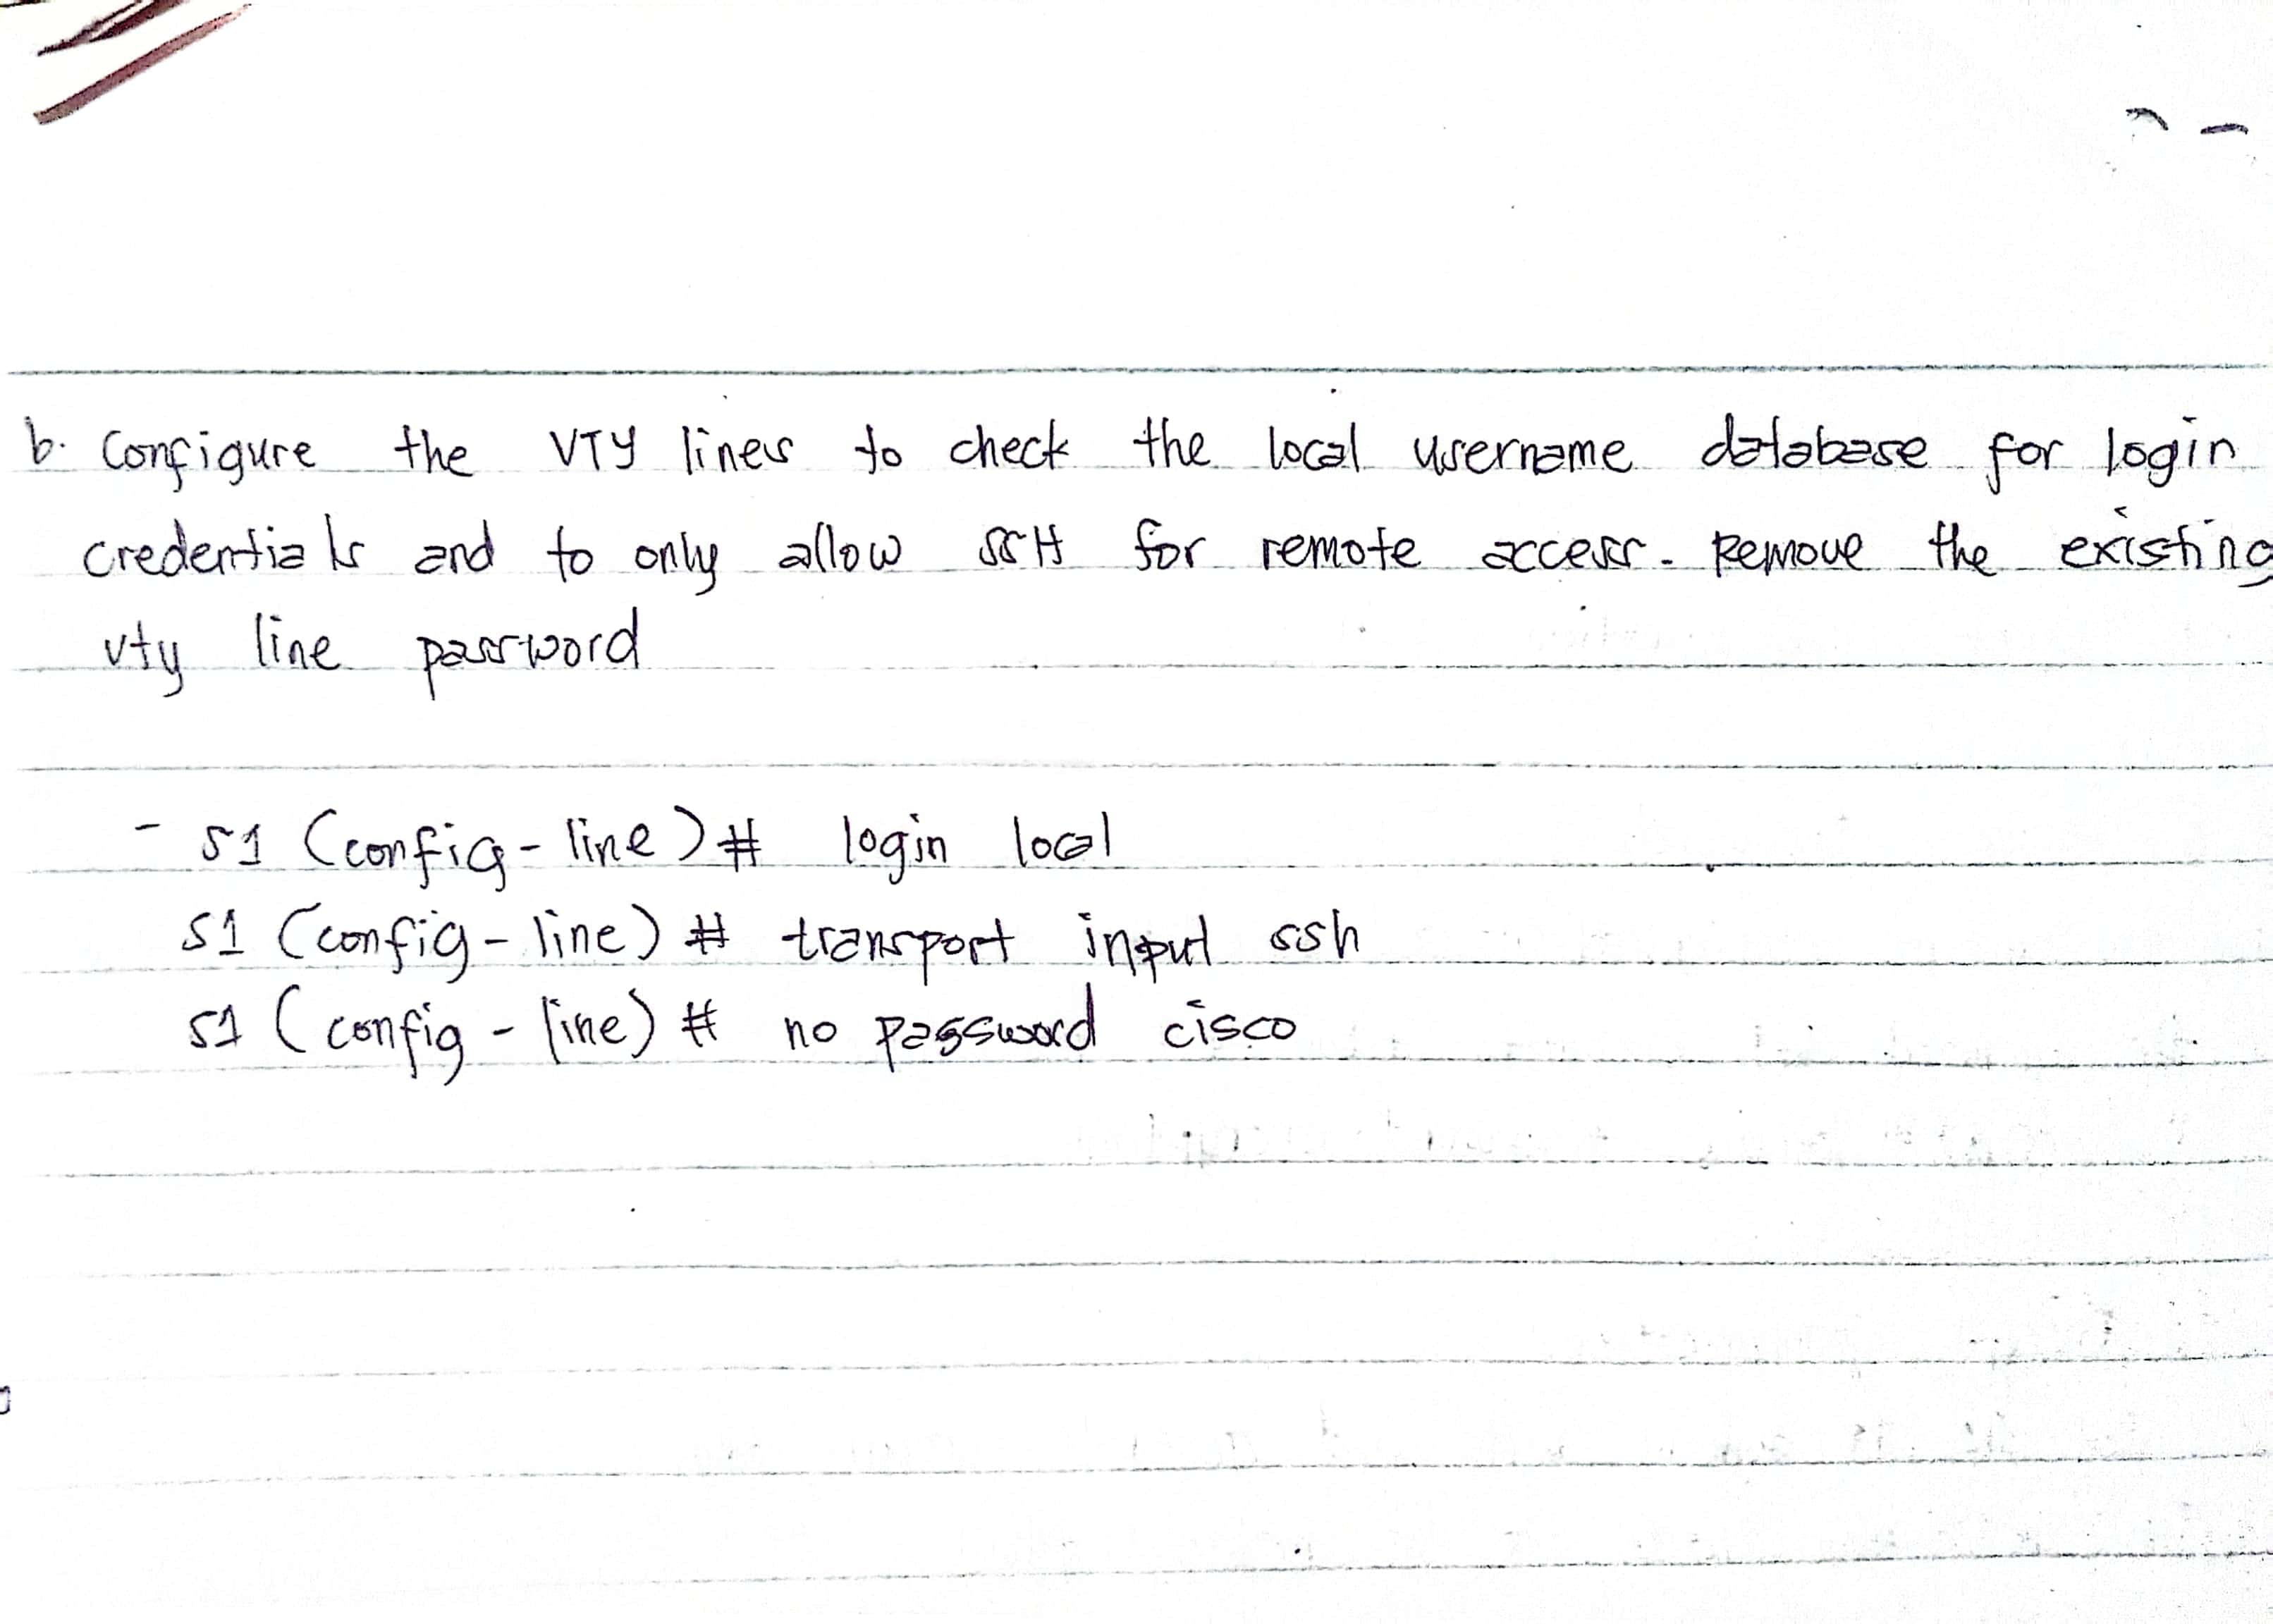 b. Configure the VTY lines to check the local username database for login
credentials and to only allow SSH for remote access. Remove the existing
vty line password
- S1 (config-line)# login local
S1 (config-line) # transport input ssh
S1 (config-line) # no password cisco